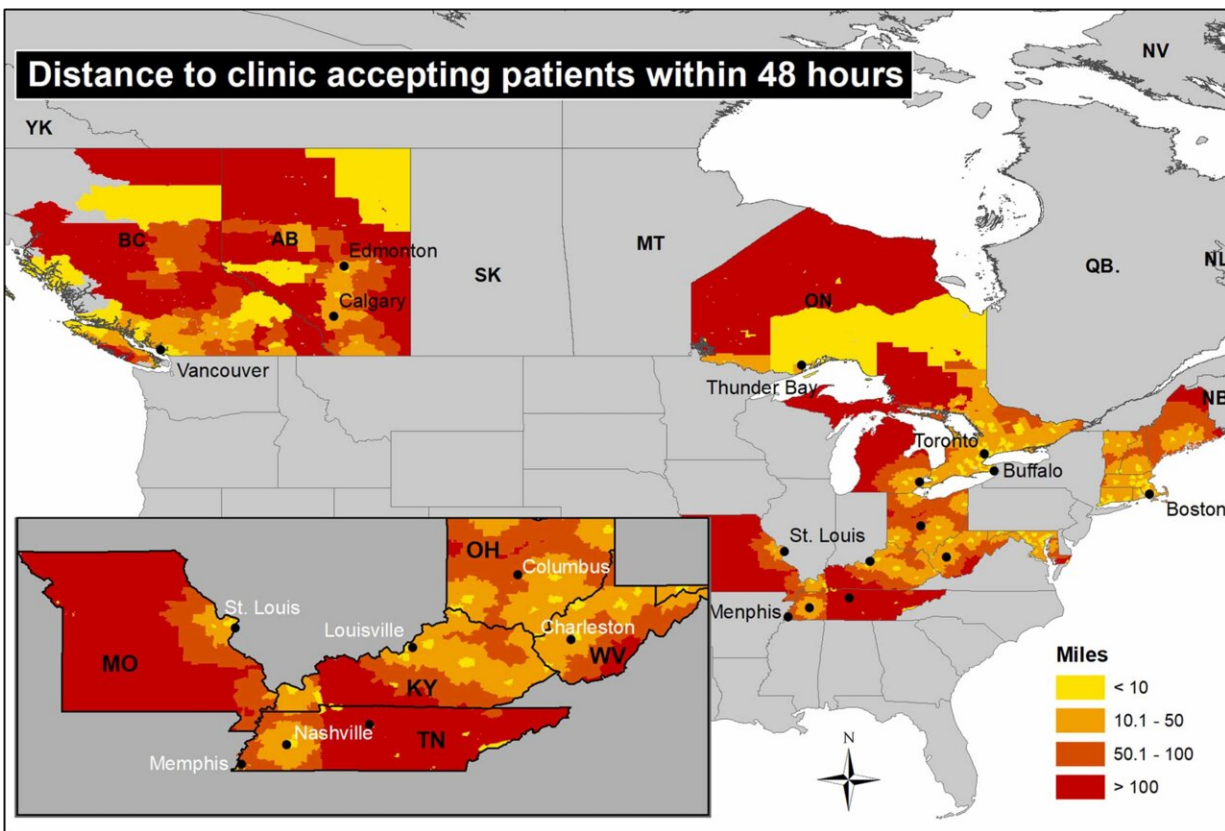 Distance to clinic accepting patients within 48 hours
NV
YK
BC
AB
Edmonton
Calgary
Vancouver
SK
MT
ON
QB.
NL
NB
Thunder Bay
Toronto
Buffalo
Boston
St. Louis
Menphis
OH
Columbus
St. Louis
Louisville
Charleston
MO
WV
KY
Nashville
TN
Memphis
N
Miles
< 10
10.1 - 50
50.1 - 100
> 100